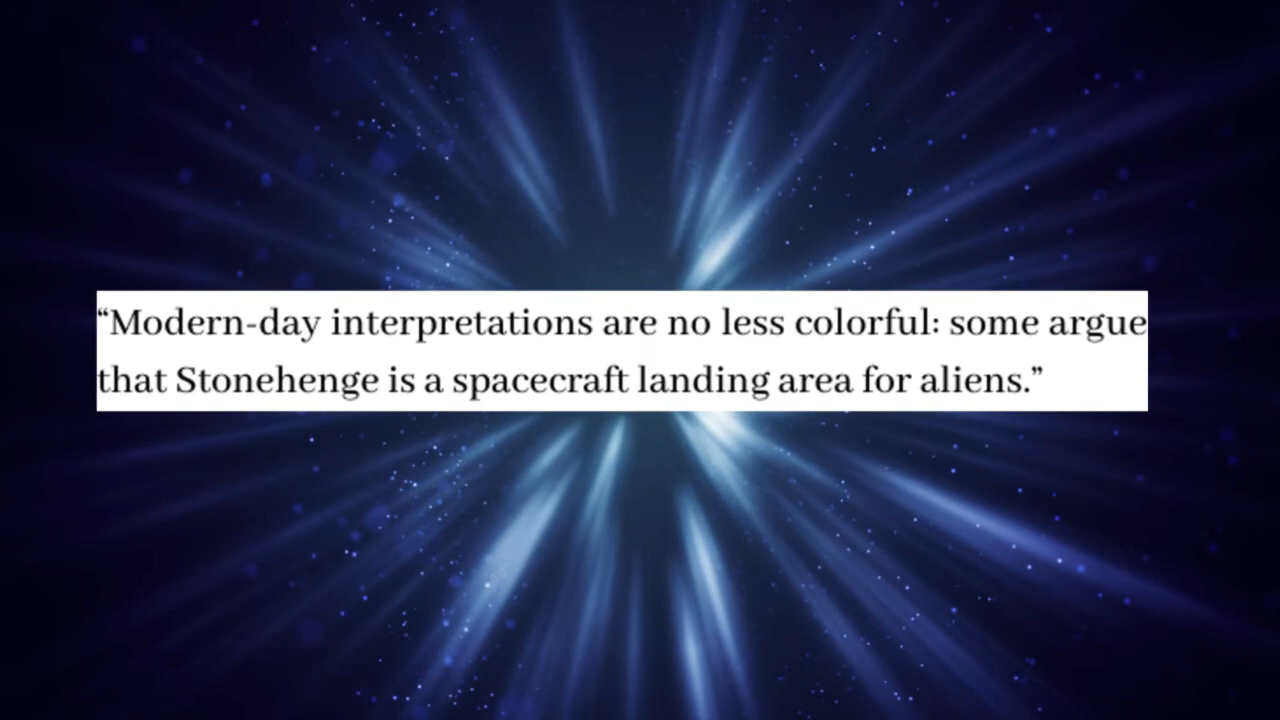 “Modern-day interpretations are no less colorful: some argue
that Stonehenge is a spacecraft landing area for aliens.”